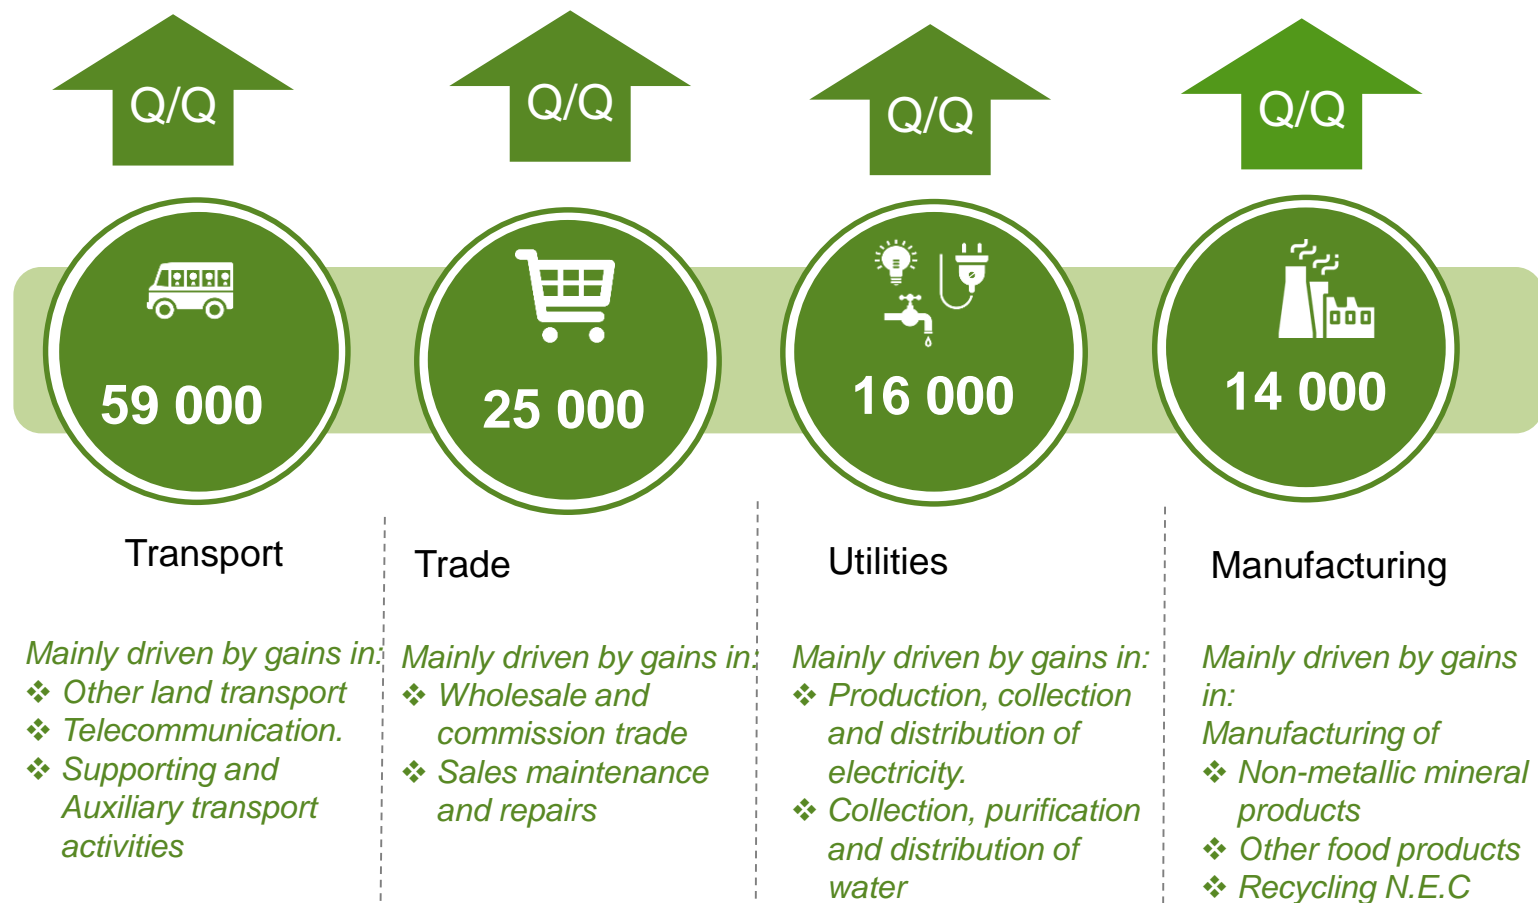 Q/Q
Q/Q
Q/Q
Q/Q
59 000
25 000
16 000
14 000
Transport
Mainly driven by gains in:
❖ Other land transport
❖ Telecommunication.
❖ Supporting and
Auxiliary transport
activities
Trade
Mainly driven by gains in:
❖ Wholesale and
commission trade
❖ Sales maintenance
and repairs
Utilities
Mainly driven by gains in:
❖ Production, collection
and distribution of
electricity.
❖ Collection, purification
and distribution of
water
Manufacturing
Mainly driven by gains
in:
Manufacturing of
❖ Non-metallic mineral
products
❖ Other food products
❖ Recycling N.E.C